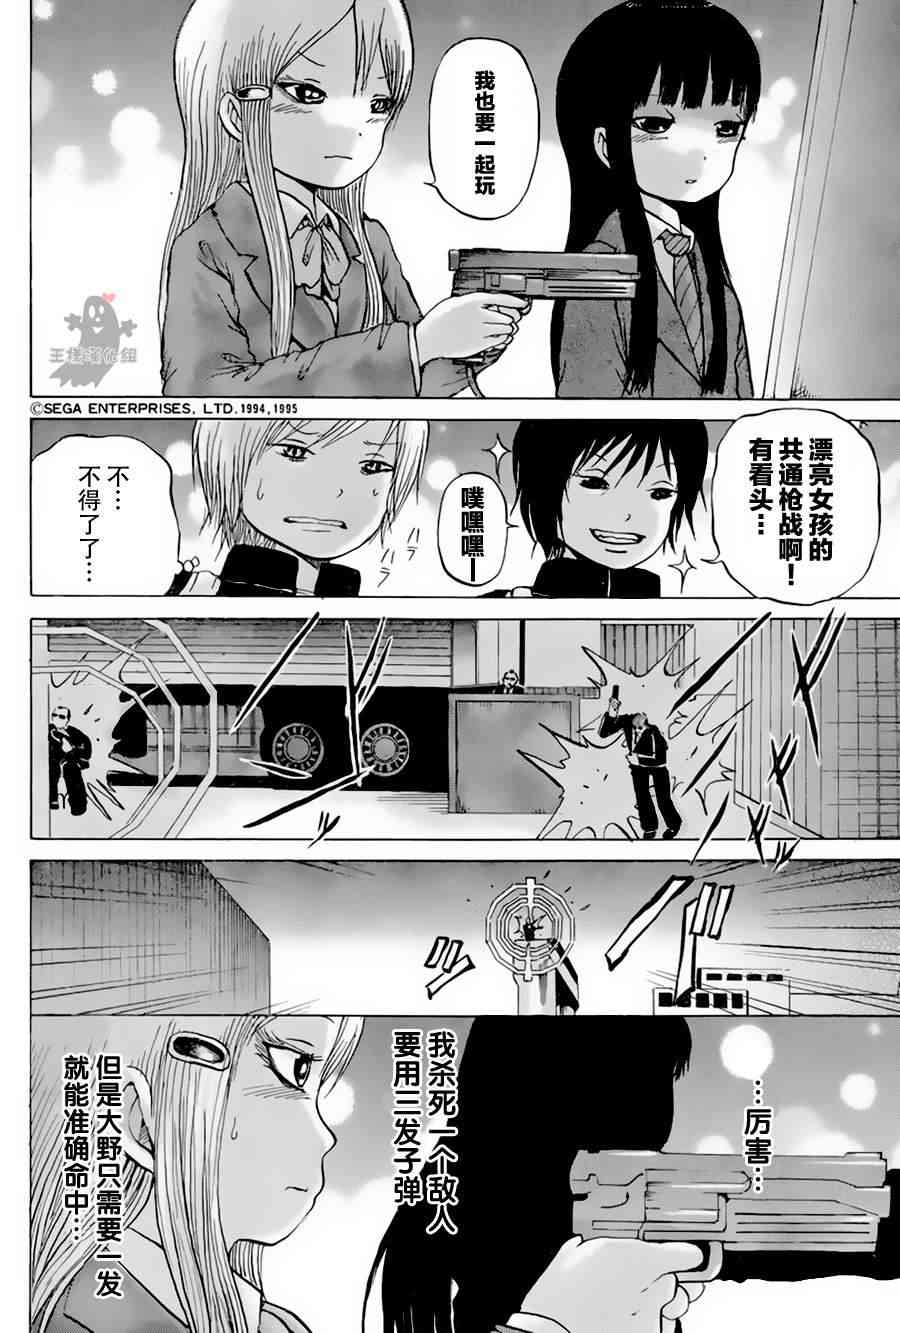 我也要一起玩
王样汉化组
©SEGA ENTERPRISES, LTD. 1994, 1995
漂亮女孩的
共通枪战啊！
有看头…
噗嘿嘿—
不…
不得了了…
…厉害…
我杀死一个敌人
要用三发子弹
但是大野只需要一发
就能准确命中…